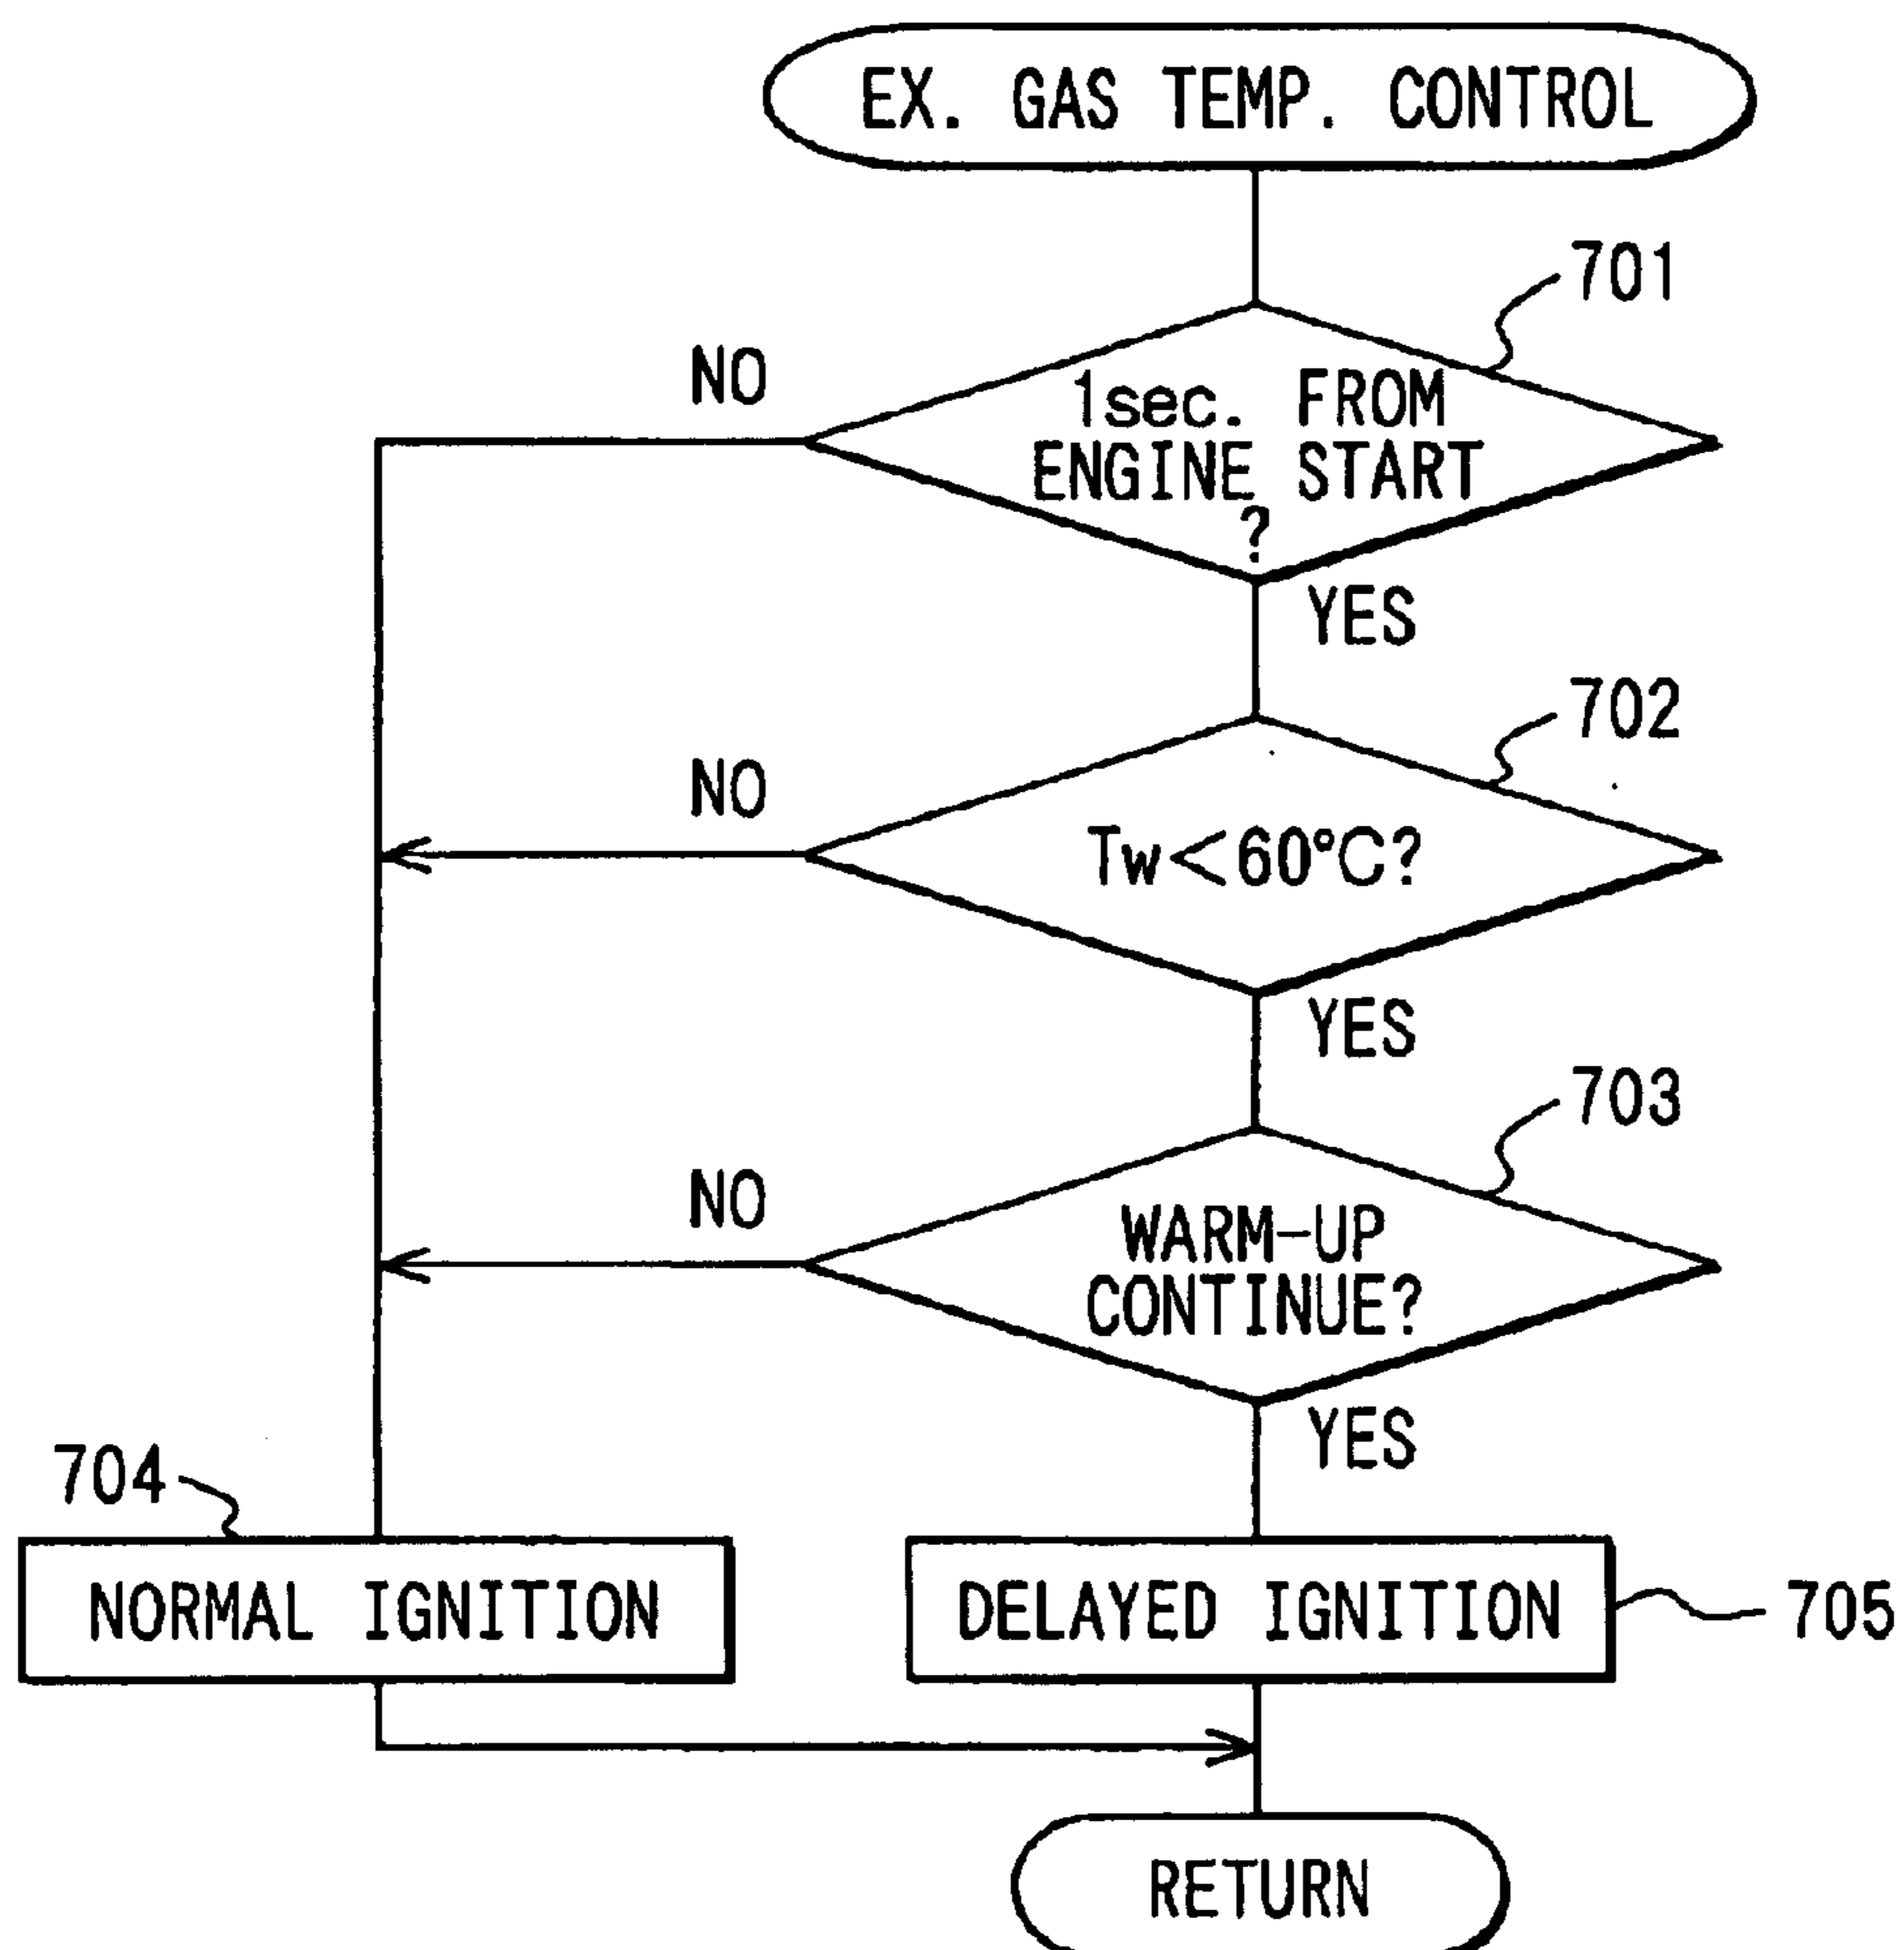 EX. GAS TEMP. CONTROL
701
NO
1sec. FROM
ENGINE START
?
YES
702
NO
Tw<60°C?
YES
703
NO
WARM-UP
CONTINUE?
YES
704
NORMAL IGNITION
DELAYED IGNITION
705
RETURN